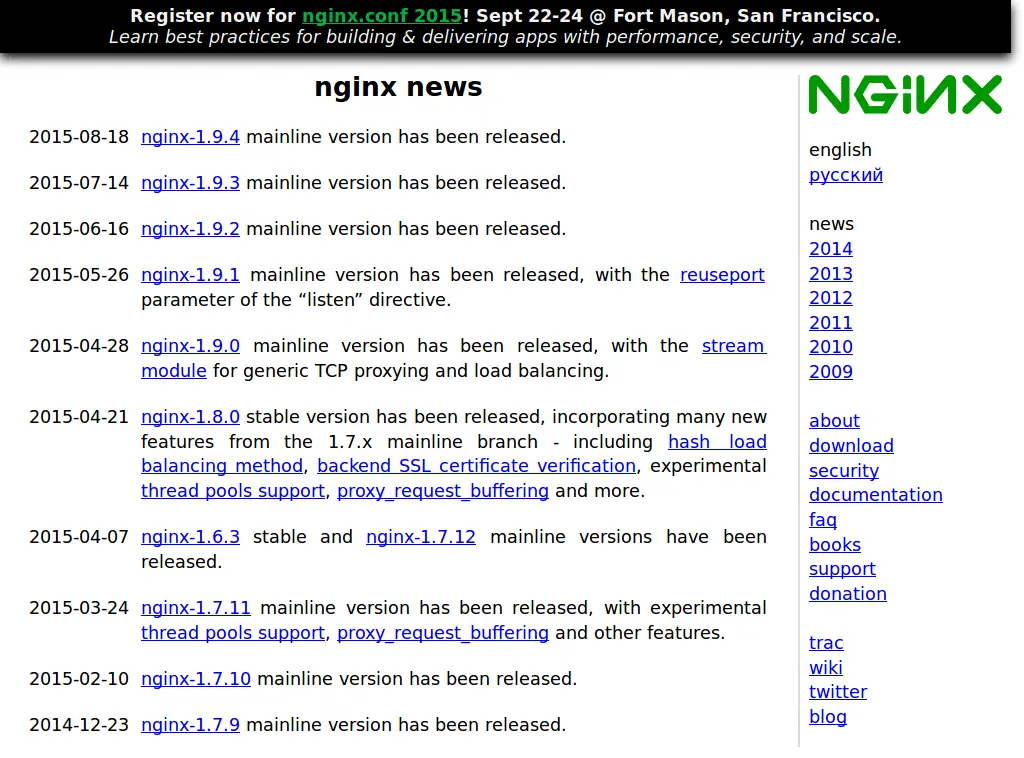 Register now for nginx.conf 2015! Sept 22-24 @ Fort Mason, San Francisco.
Learn best practices for building & delivering apps with performance, security, and scale.
nginx news
2015-08-18 nginx-1.9.4 mainline version has been released.
2015-07-14 nginx-1.9.3 mainline version has been released.
2015-06-16 nginx-1.9.2 mainline version has been released.
2015-05-26 nginx-1.9.1 mainline version has been released, with the reuseport
parameter of the “listen” directive.
2015-04-28 nginx-1.9.0 mainline version has been released, with the stream
module for generic TCP proxying and load balancing.
2015-04-21 nginx-1.8.0 stable version has been released, incorporating many new
features from the 1.7.x mainline branch - including hash load
balancing method, backend SSL certificate verification, experimental
thread pools support, proxy_request_buffering and more.
2015-04-07 nginx-1.6.3 stable and nginx-1.7.12 mainline versions have been
released.
2015-03-24 nginx-1.7.11 mainline version has been released, with experimental
thread pools support, proxy_request_buffering and other features.
2015-02-10 nginx-1.7.10 mainline version has been released.
2014-12-23 nginx-1.7.9 mainline version has been released.
NGiNX
english
русский
news
2014
2013
2012
2011
2010
2009
about
download
security
documentation
faq
books
support
donation
trac
wiki
twitter
blog